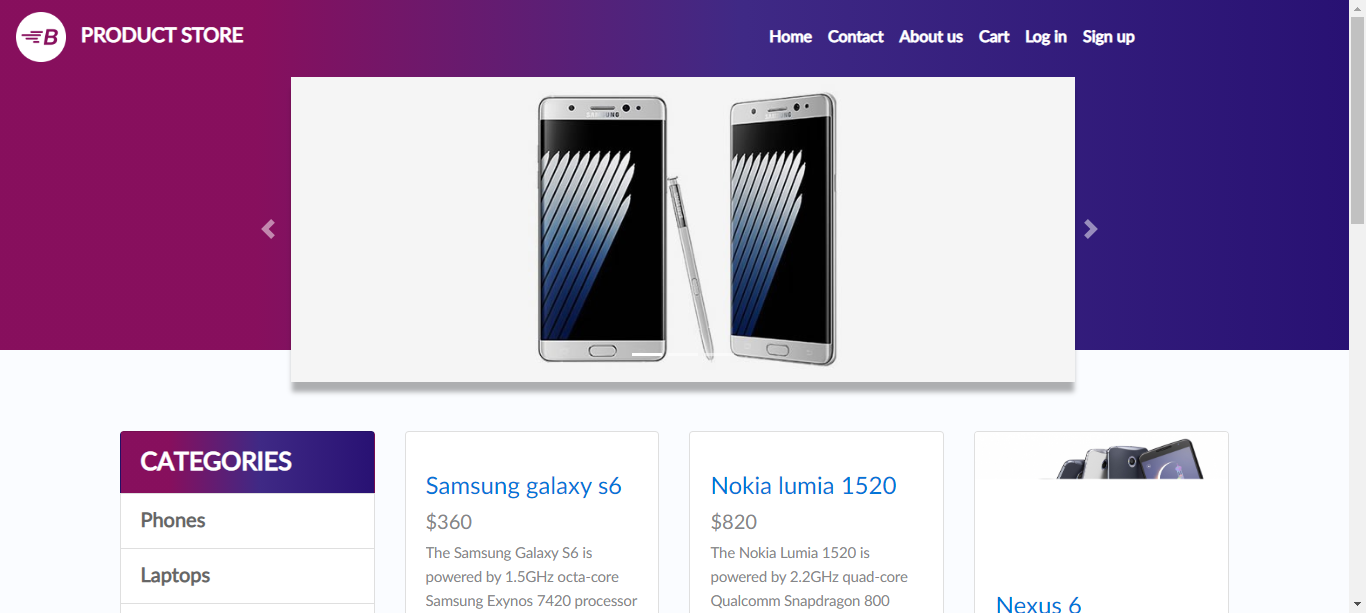 B PRODUCT STORE
Home Contact About us Cart Log in Sign up
SAMSUNG
SAMSUNG
CATEGORIES
Phones
Laptops
Samsung galaxy s6
$360
The Samsung Galaxy S6 is
powered by 1.5GHz octa-core
Samsung Exynos 7420 processor
Nokia lumia 1520
$820
The Nokia Lumia 1520 is
powered by 2.2GHz quad-core
Qualcomm Snapdragon 800
Nexus 6